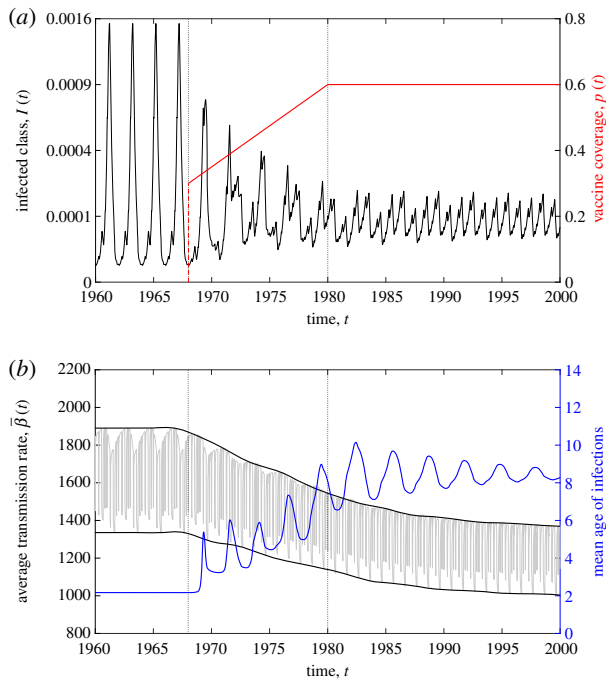 (a)
0.0016
0.0009
0.0004
0.0001
0
infected class, I (t)
0.8
0.6
0.4
0.2
0
vaccine coverage, p (t)
1960 1965 1970 1975 1980 1985 1990 1995 2000
time, t
(b)
2200
2000
1800
1600
1400
1200
1000
800
average transmission rate, β̅ (t)
14
12
10
8
6
4
2
0
mean age of infections
1960 1965 1970 1975 1980 1985 1990 1995 2000
time, t